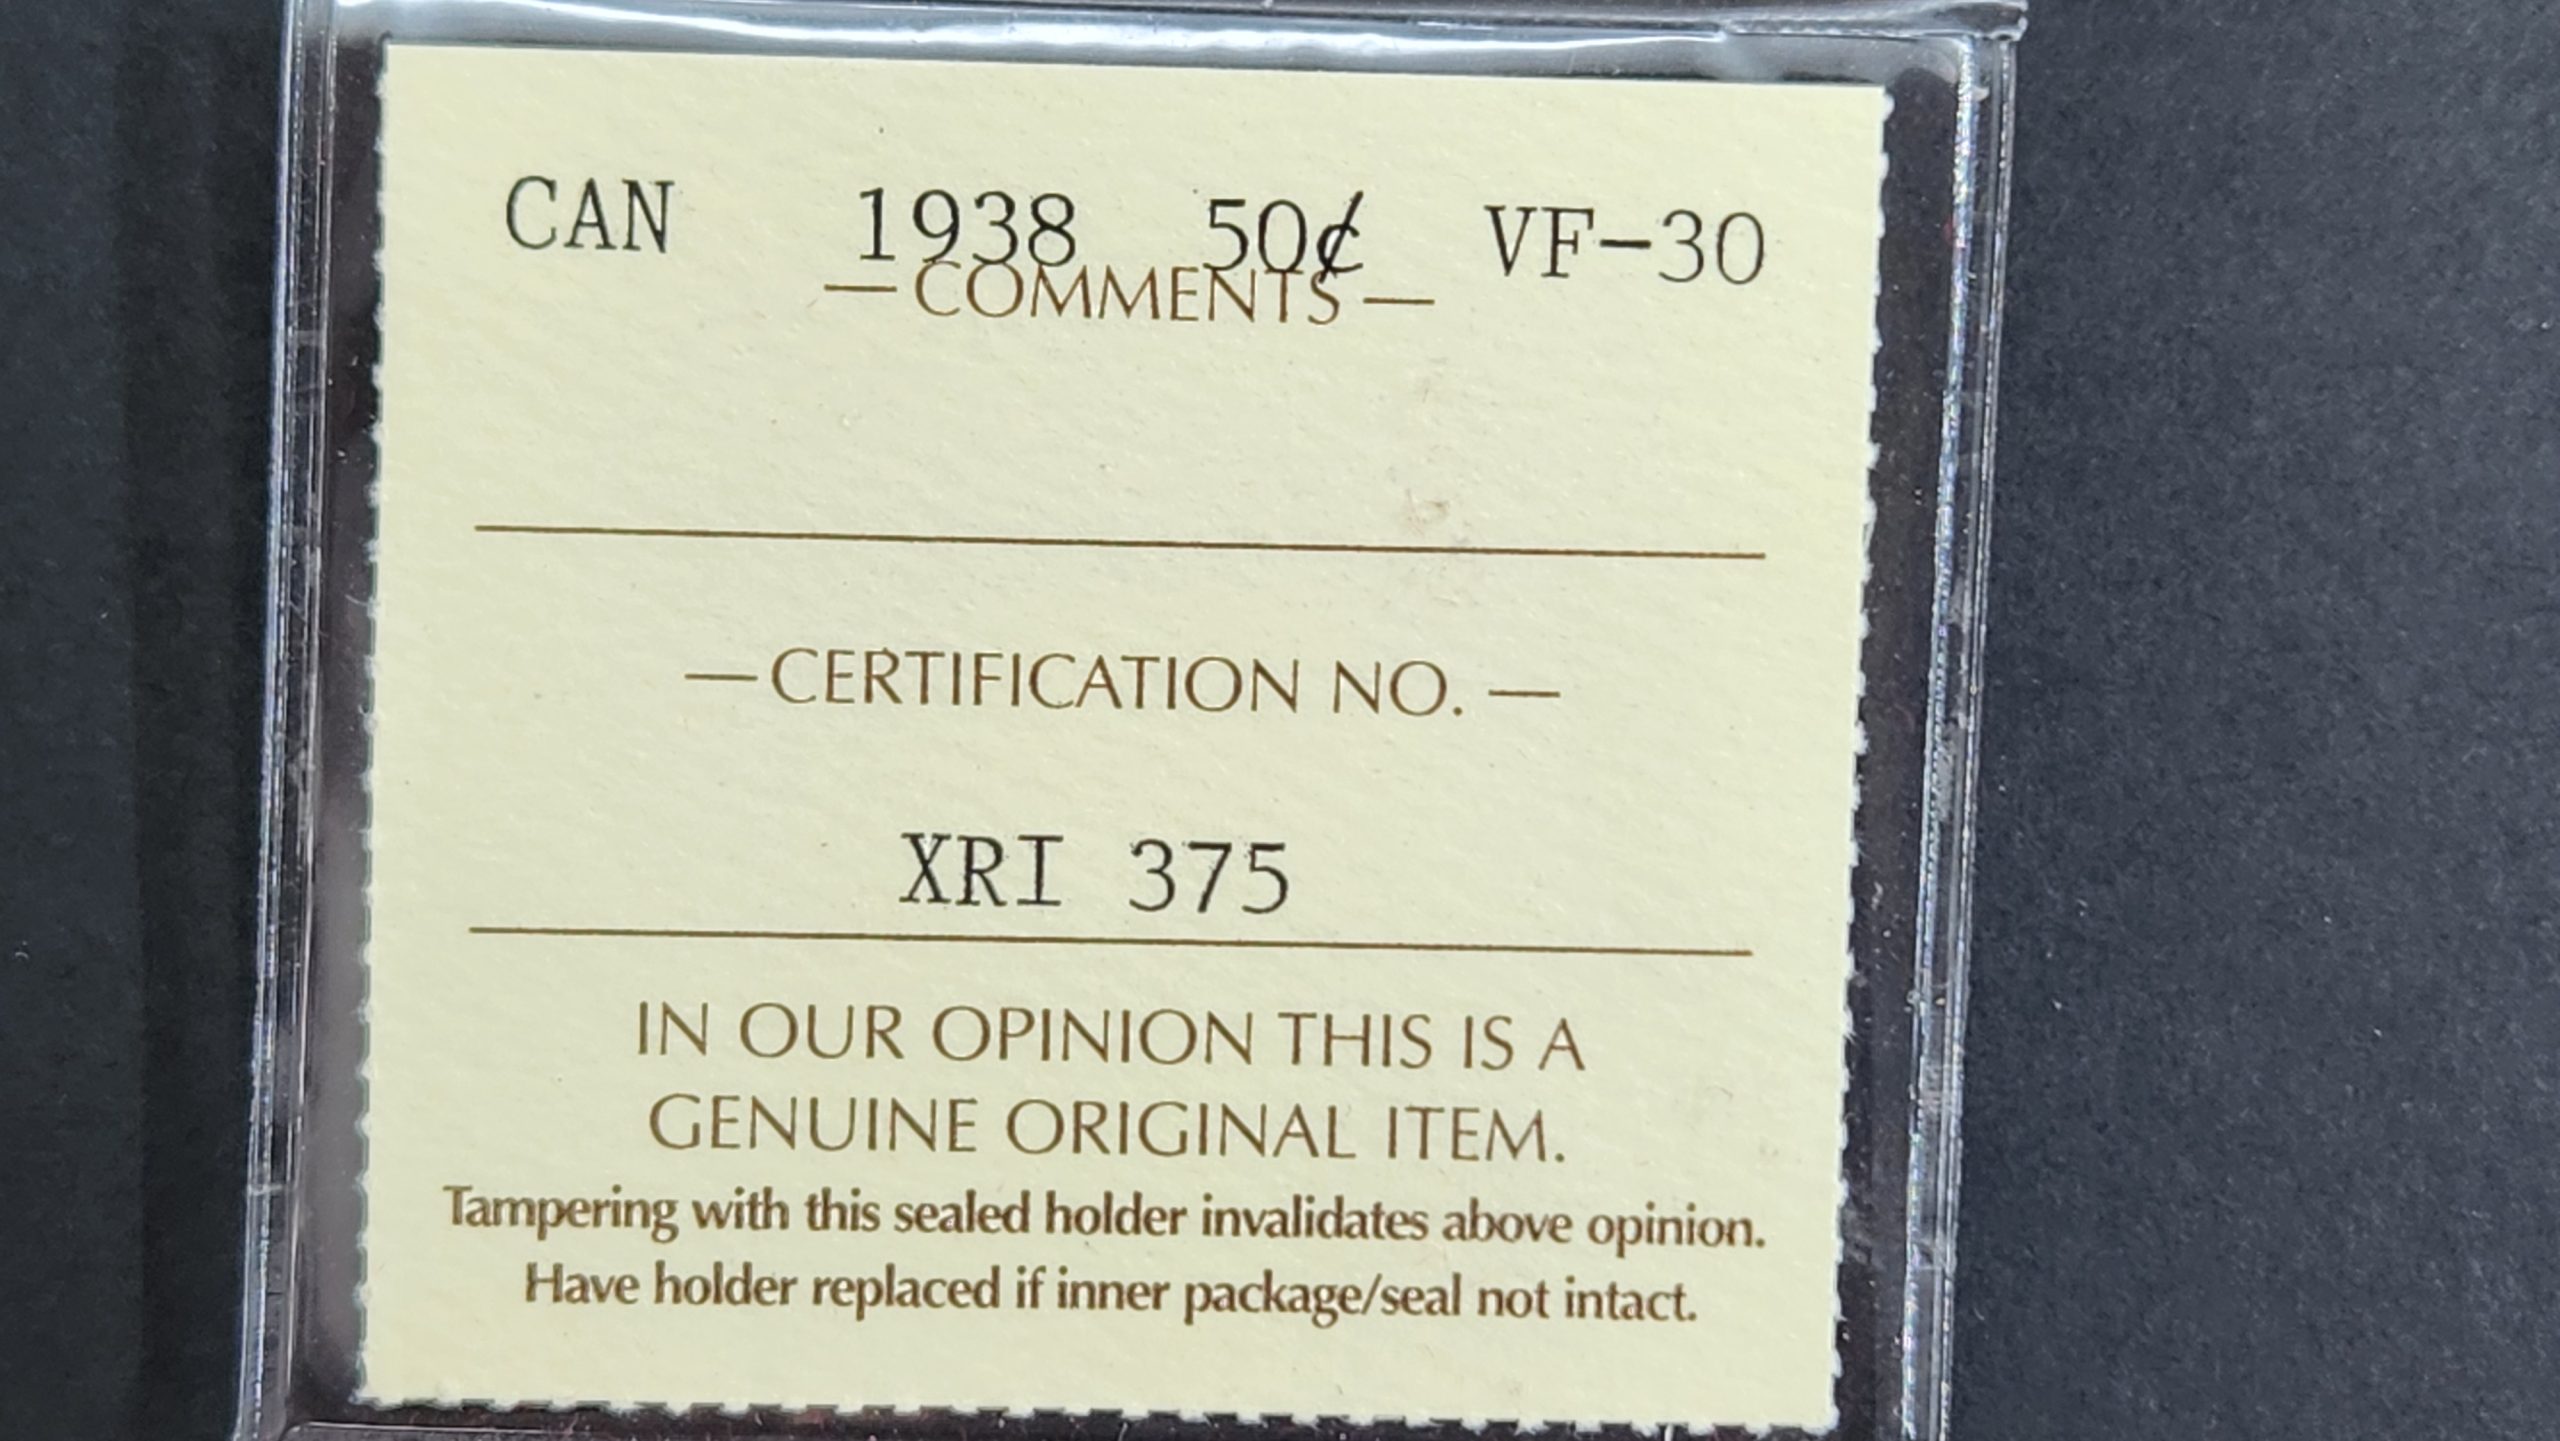 CAN 1938 50¢ VF-30
— COMMENTS —
— CERTIFICATION NO. —
XRI 375
IN OUR OPINION THIS IS A
GENUINE ORIGINAL ITEM.
Tampering with this sealed holder invalidates above opinion.
Have holder replaced if inner package/seal not intact.